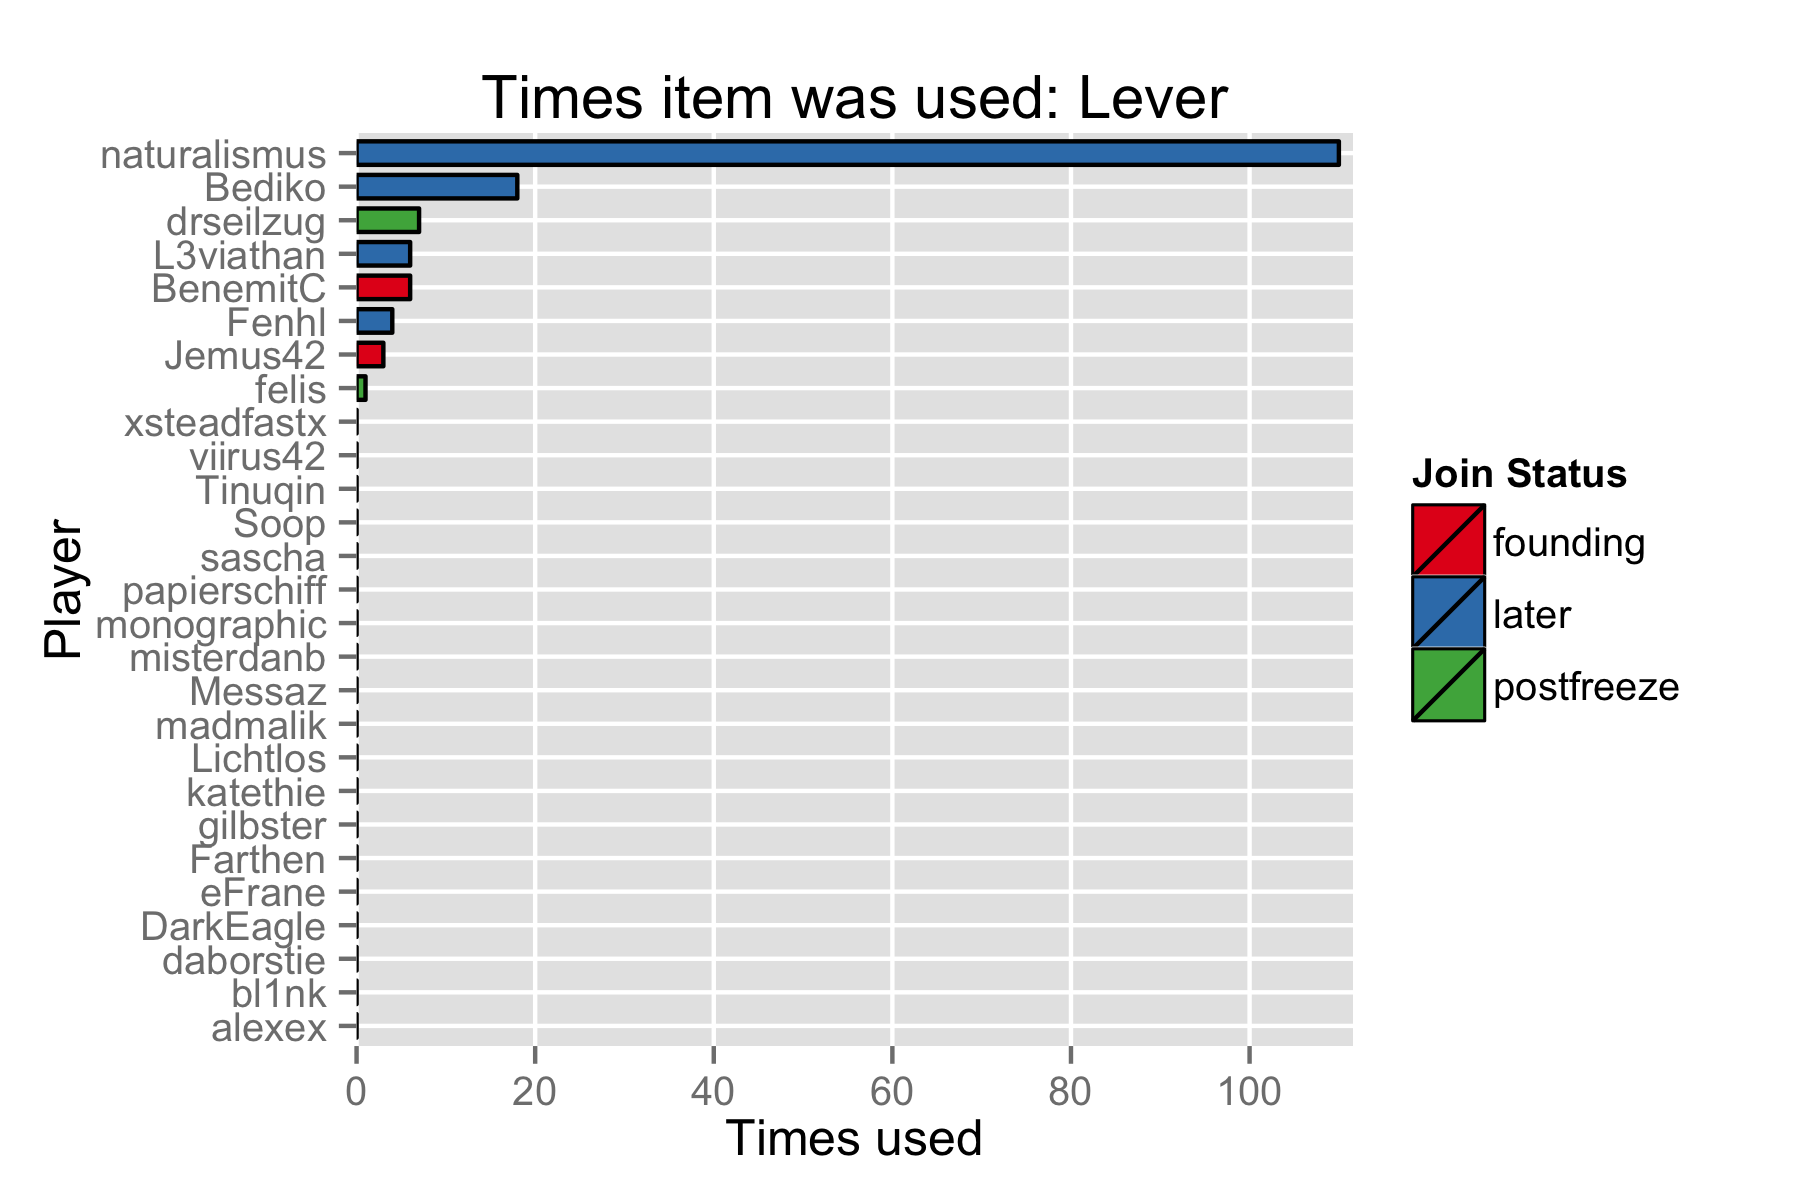 Times item was used: Lever
naturalismus
Bediko
drseilzug
L3viathan
BenemitC
Fenhl
Jemus42
felis
xsteadfastx
viirus42
Tinuqin
Soop
sascha
papierschiff
monographic
misterdanb
Messaz
madmalik
Lichtlos
katethie
gilbster
Farthen
eFrane
DarkEagle
daborstie
bl1nk
alexex
Player
0 20 40 60 80 100
Times used
Join Status
founding
later
postfreeze